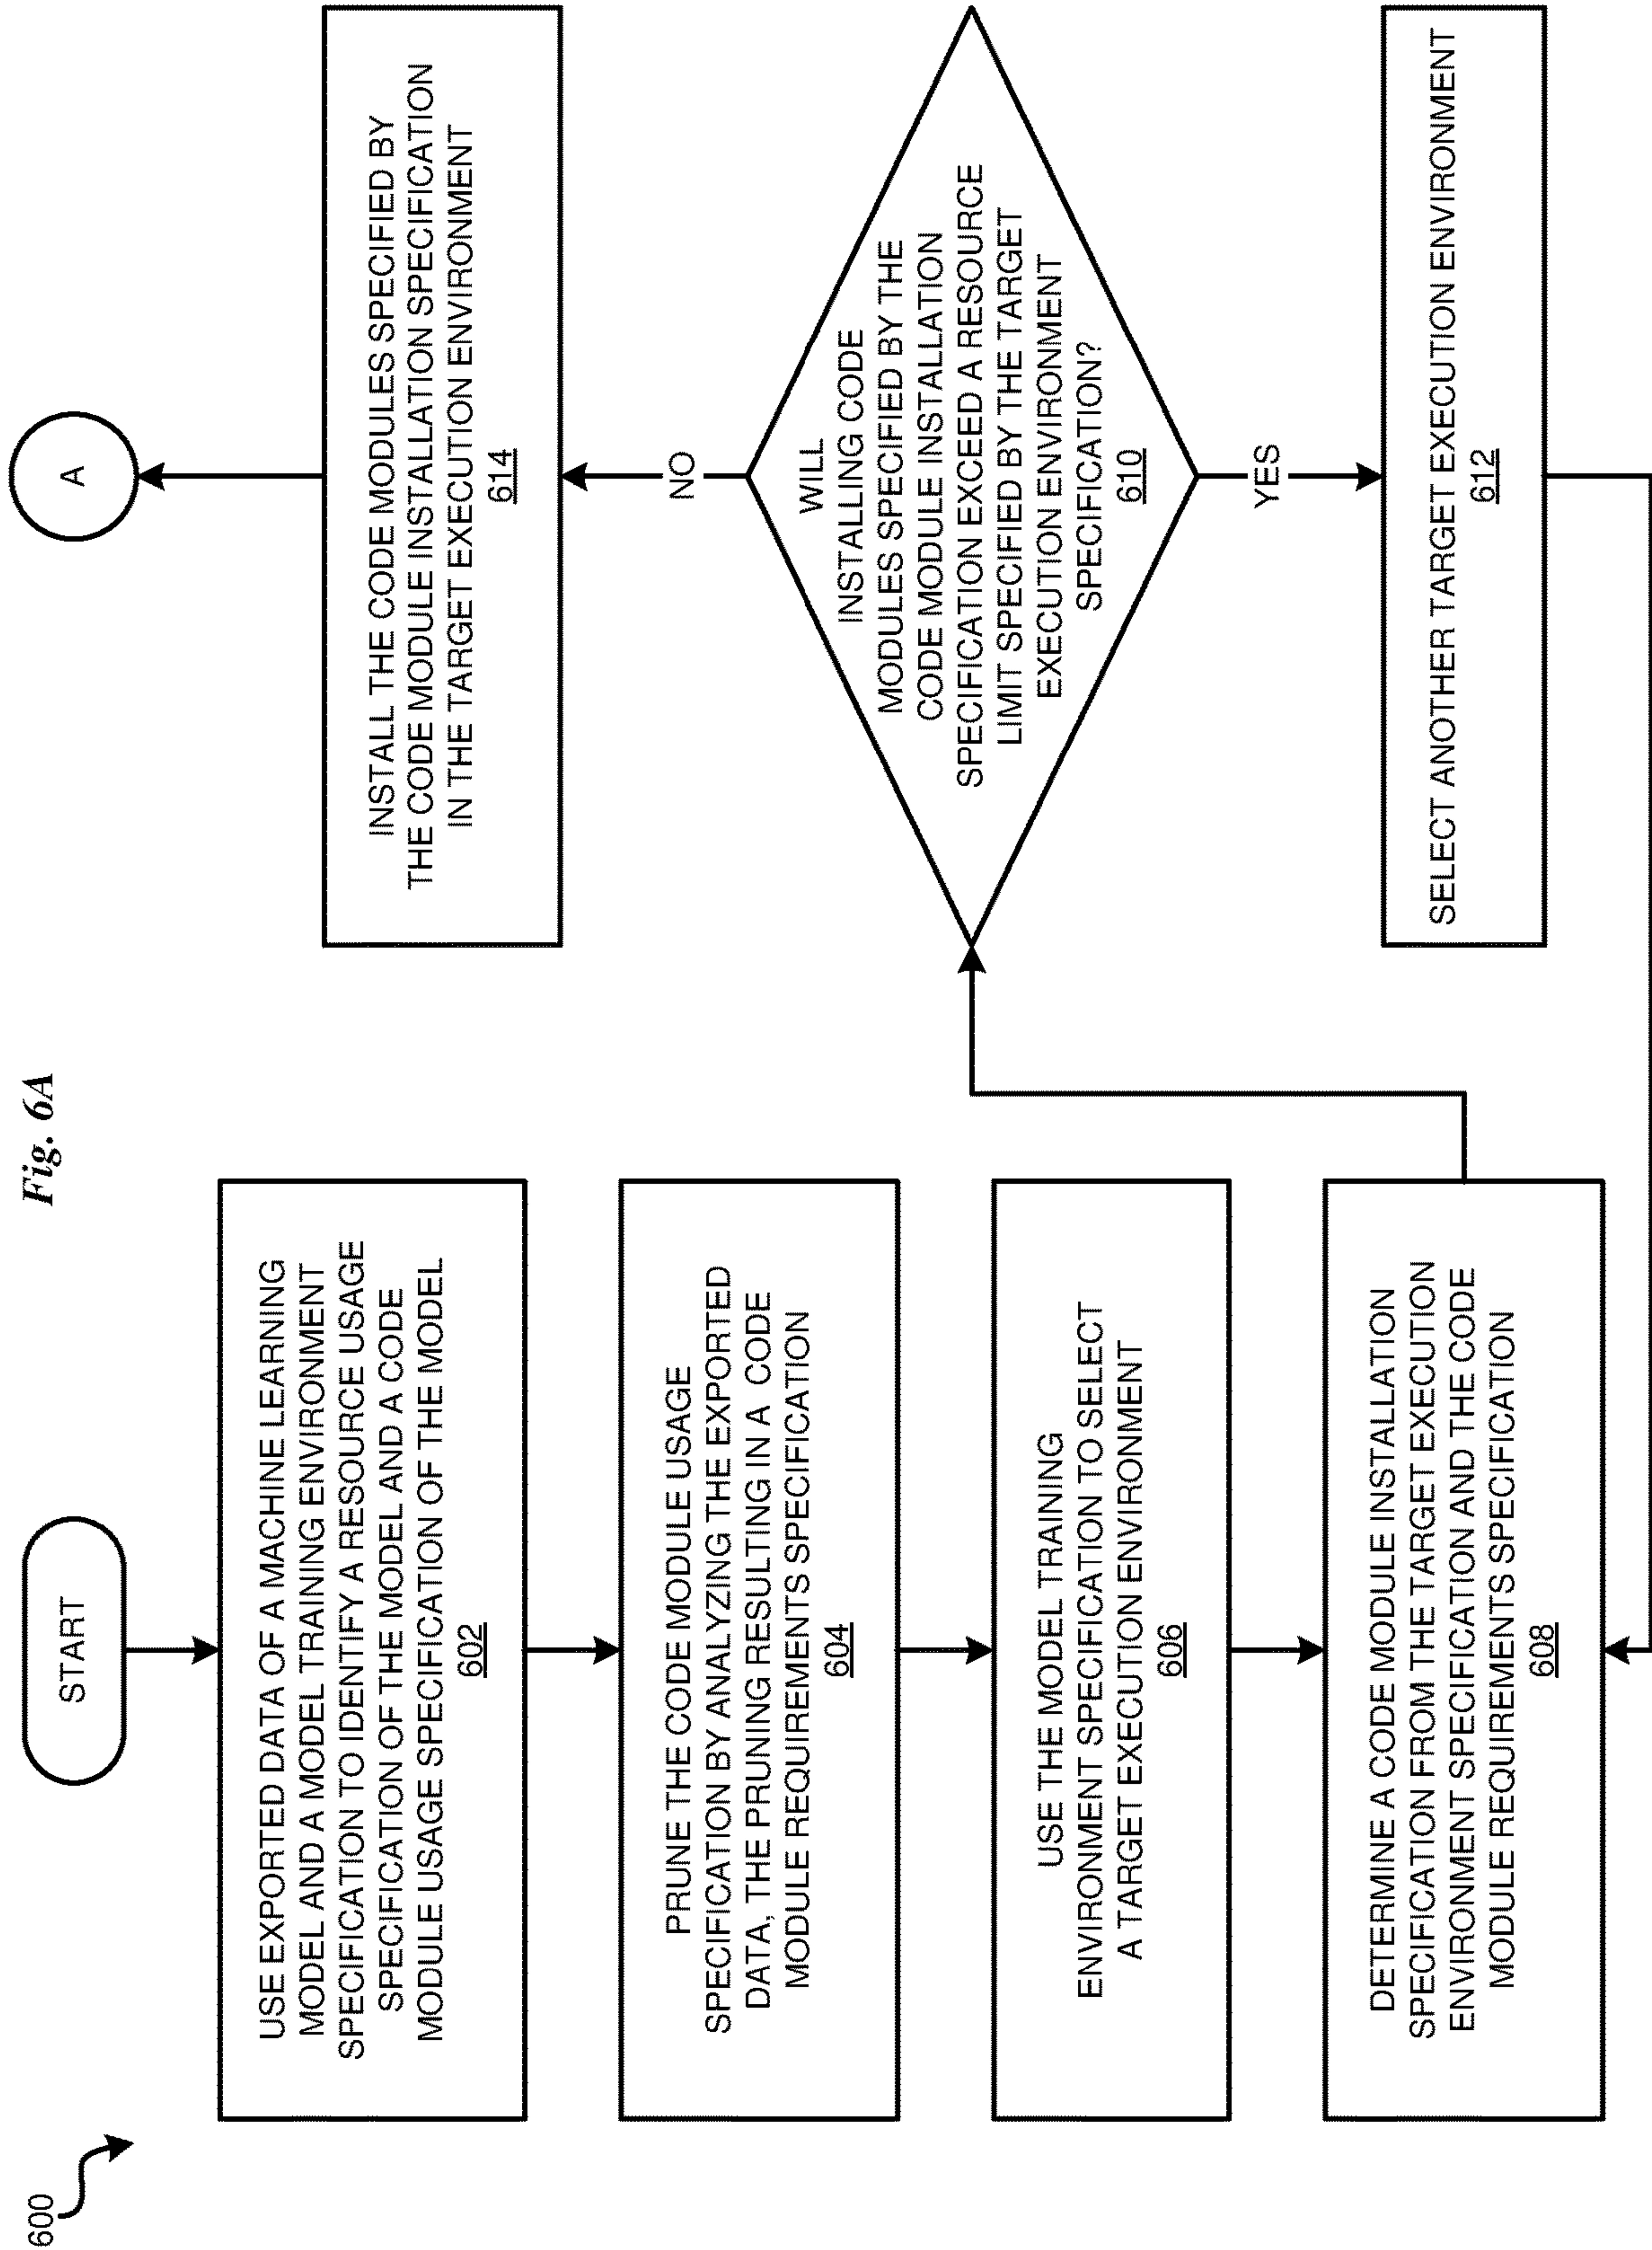 Fig. 6A
600
START
USE EXPORTED DATA OF A MACHINE LEARNING
MODEL AND A MODEL TRAINING ENVIRONMENT
SPECIFICATION TO IDENTIFY A RESOURCE USAGE
SPECIFICATION OF THE MODEL AND A CODE
MODULE USAGE SPECIFICATION OF THE MODEL
602
PRUNE THE CODE MODULE USAGE
SPECIFICATION BY ANALYZING THE EXPORTED
DATA, THE PRUNING RESULTING IN A CODE
MODULE REQUIREMENTS SPECIFICATION
604
USE THE MODEL TRAINING
ENVIRONMENT SPECIFICATION TO SELECT
A TARGET EXECUTION ENVIRONMENT
606
DETERMINE A CODE MODULE INSTALLATION
SPECIFICATION FROM THE TARGET EXECUTION
ENVIRONMENT SPECIFICATION AND THE CODE
MODULE REQUIREMENTS SPECIFICATION
608
WILL
INSTALLING CODE
MODULES SPECIFIED BY THE
CODE MODULE INSTALLATION
SPECIFICATION EXCEED A RESOURCE
LIMIT SPECIFIED BY THE TARGET
EXECUTION ENVIRONMENT
SPECIFICATION?
610
YES
SELECT ANOTHER TARGET EXECUTION ENVIRONMENT
612
NO
INSTALL THE CODE MODULES SPECIFIED BY
THE CODE MODULE INSTALLATION SPECIFICATION
IN THE TARGET EXECUTION ENVIRONMENT
614
A